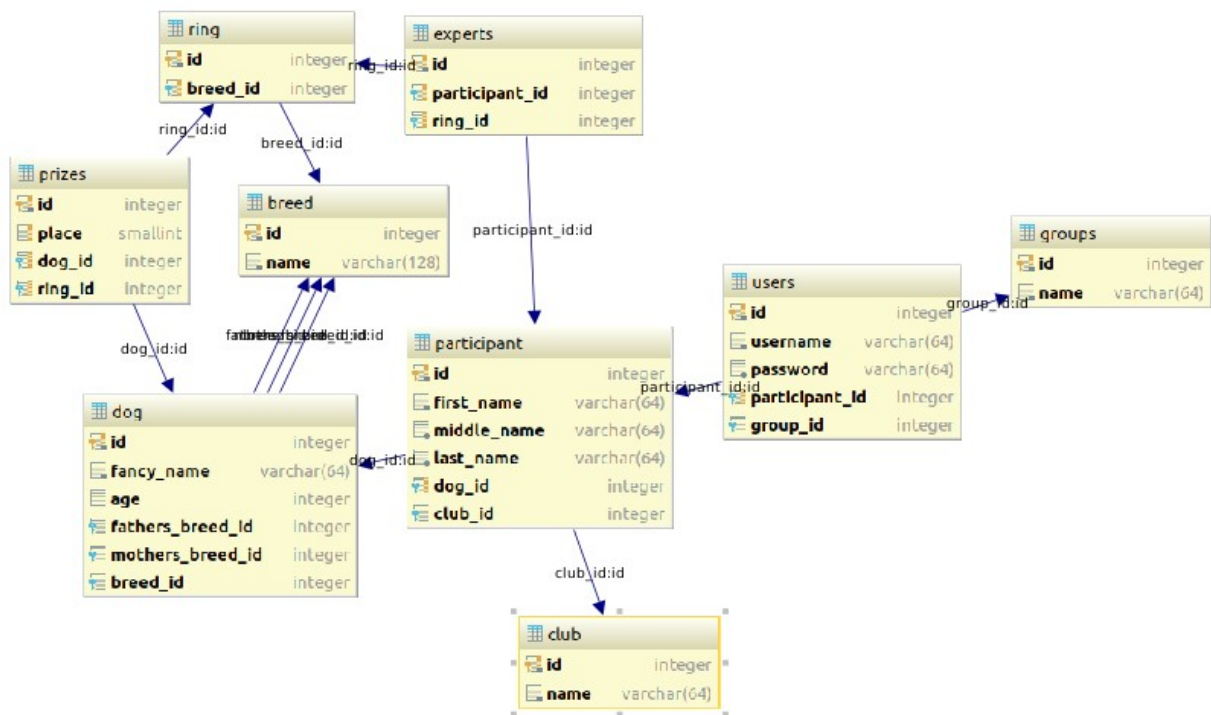 ring
id integer
breed_id integer
experts
id integer
participant_id integer
ring_id integer
ring_id:id
ring_id:id
breed_id:id
prizes
id integer
place smallint
dog_id integer
ring_id integer
breed
id integer
name varchar(128)
participant_id:id
groups
id integer
name varchar(64)
users
id integer
username varchar(64)
password varchar(64)
participant_id integer
group_id integer
group_id:id
dog_id:id
participant
id integer
first_name varchar(64)
middle_name varchar(64)
last_name varchar(64)
dog_id integer
club_id integer
participant_id:id
dog
id integer
fancy_name varchar(64)
age integer
fathers_breed_id integer
mothers_breed_id integer
breed_id integer
dog_id:id
club_id:id
club
id integer
name varchar(64)